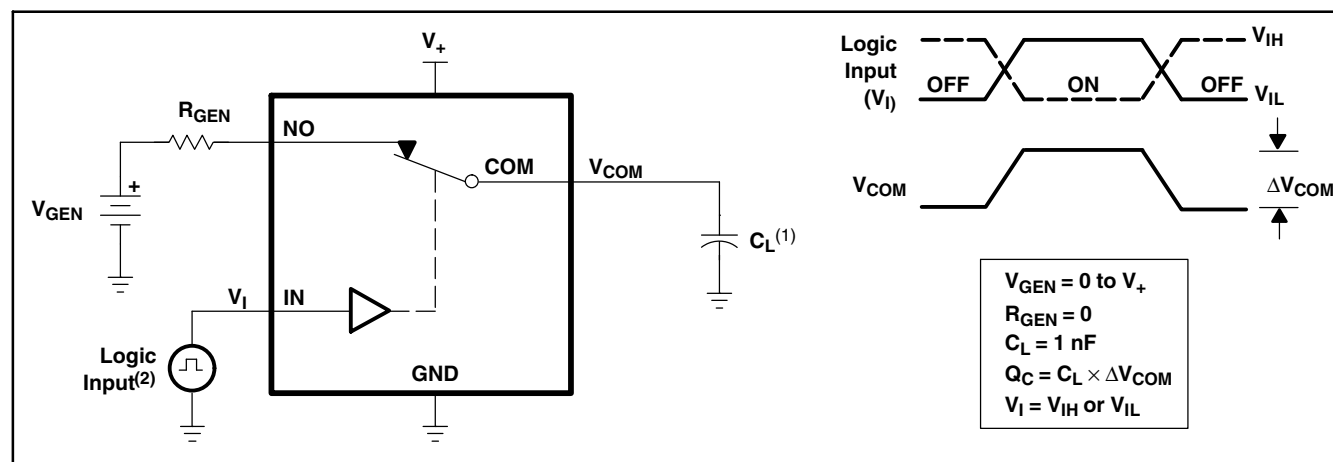 V+
RGEN
NO
COM
VCOM
+
VGEN
CL(1)
VI
IN
Logic
Input(2)
GND
Logic
Input
(VI)
OFF
ON
OFF
VIH
VIL
VCOM
ΔVCOM
VGEN = 0 to V+
RGEN = 0
CL = 1 nF
QC = CL × ΔVCOM
VI = VIH or VIL